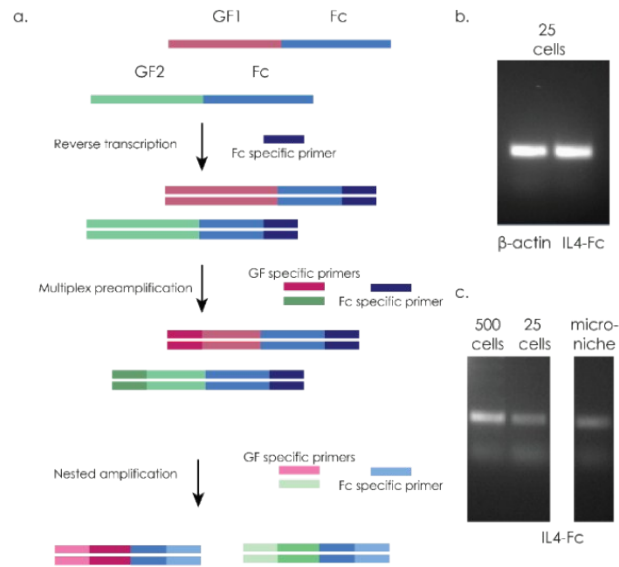 a.
GF1 Fc
GF2 Fc
Reverse transcription
Fc specific primer
Multiplex preamplification
GF specific primers
Fc specific primer
Nested amplification
GF specific primers
Fc specific primer
b.
25
cells
β-actin IL4-Fc
c.
500 25 micro-
cells cells niche
IL4-Fc